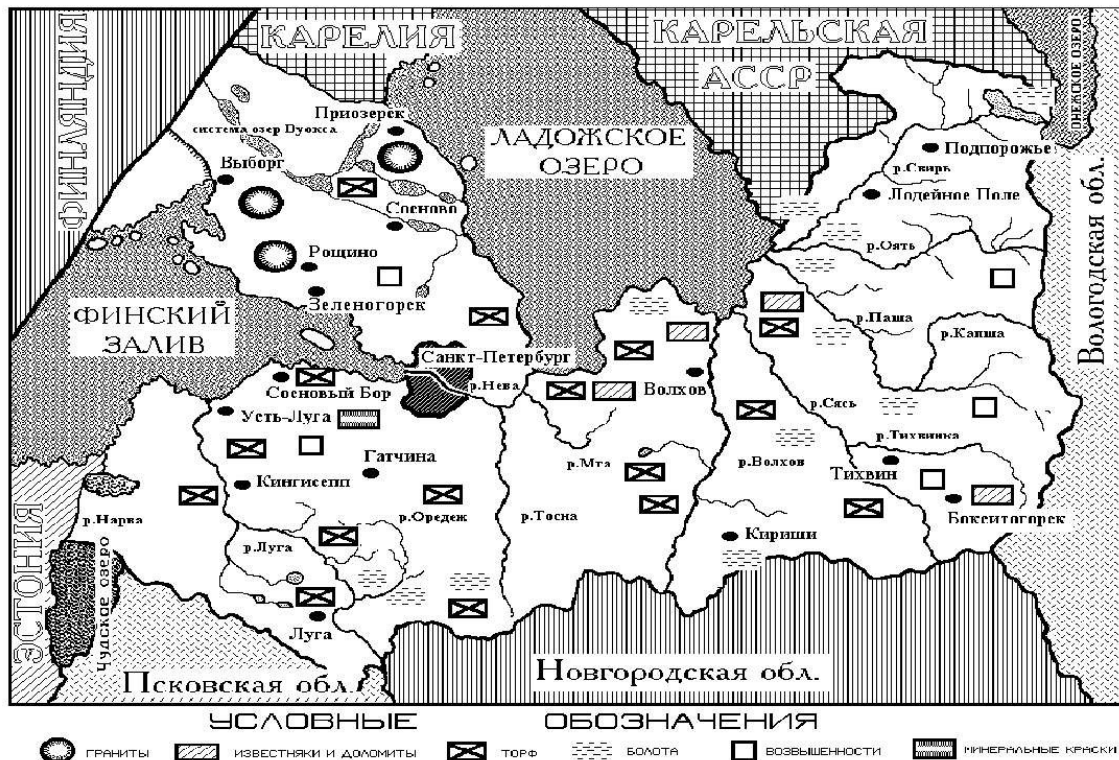 КАРЕЛИЯ
КАРЕЛЬСКАЯ
АССР
ФИНЛЯНДИЯ
ОНЕЖСКОЕ ОЗЕРО
Приозерск
система озер Вуокса
ЛАДОЖСКОЕ
ОЗЕРО
Подпорожье
р.Свирь
Выборг
Лодейное Поле
Сосново
Вологодская обл.
р.Оять
Рощино
Зеленогорск
ФИНСКИЙ
ЗАЛИВ
р.Паша
р.Капша
Санкт-Петербург
р.Нева
Сосновый Бор
Волхов
р.Сясь
Усть-Луга
р.Тихвинка
Гатчина
р.Мга
р.Волхов
Тихвин
Кингисепп
р.Нарва
р.Оредеж
р.Тосна
Бокситогорск
Кириши
ЭСТОНИЯ
Чудское озеро
р.Луга
Луга
Псковская обл.
Новгородская обл.
УСЛОВНЫЕ ОБОЗНАЧЕНИЯ
ГРАНИТЫ ИЗВЕСТНЯКИ И ДОЛОМИТЫ ТОРФ БОЛОТА ВОЗВЫШЕННОСТИ МИНЕРАЛЬНЫЕ КРАСКИ